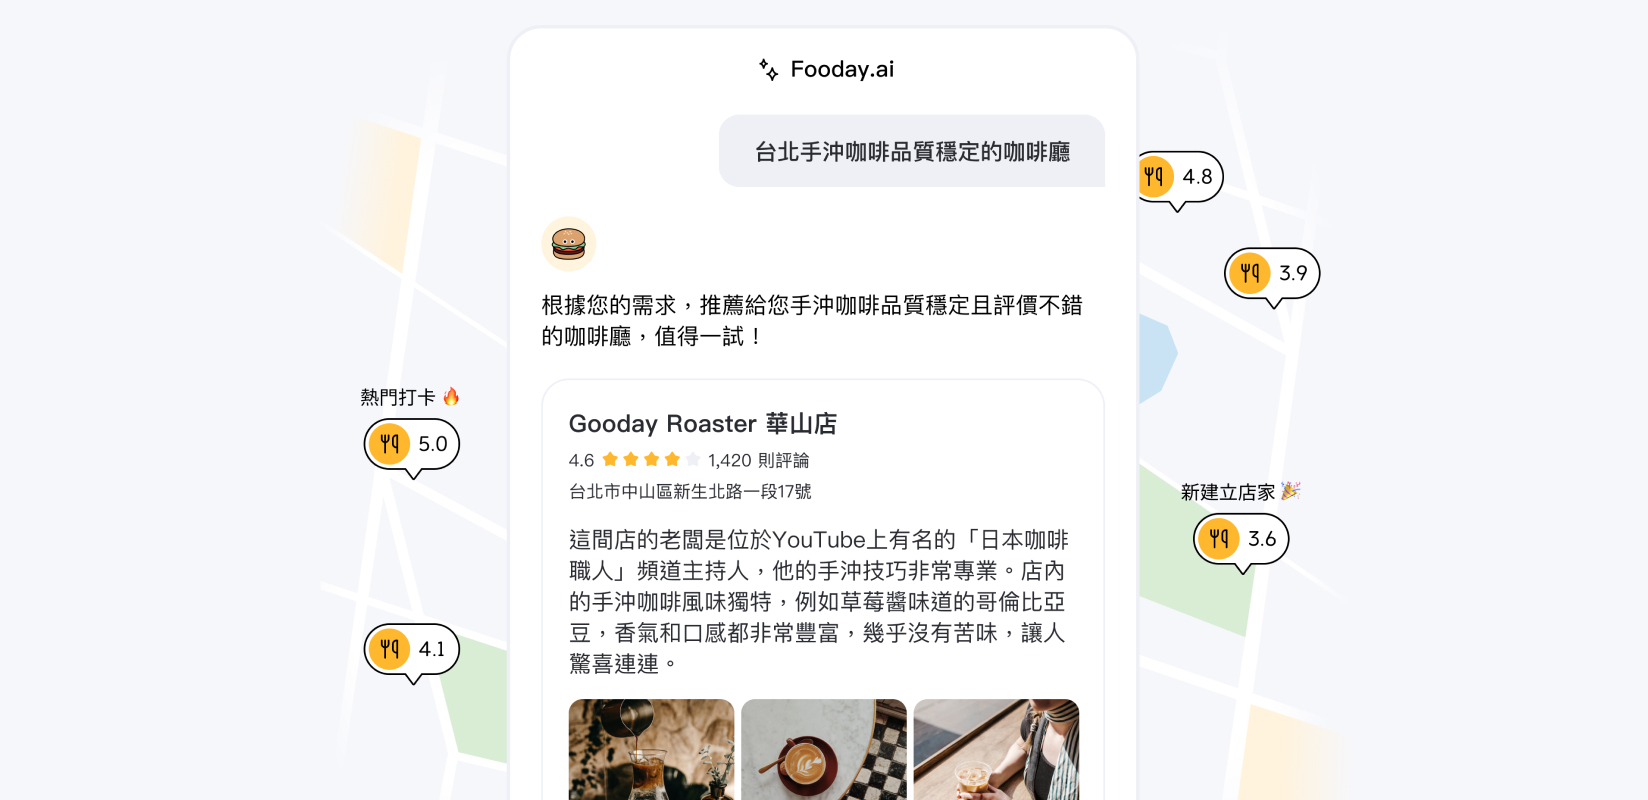 Fooday.ai
台北手沖咖啡品質穩定的咖啡廳
4.8
3.9
根據您的需求，推薦給您手沖咖啡品質穩定且評價不錯
的咖啡廳，值得一試！
熱門打卡 🔥
5.0
Gooday Roaster 華山店
4.6 ★★★★★ 1,420 則評論
台北市中山區新生北路一段17號
新建立店家 🎉
3.6
這間店的老闆是位於YouTube上有名的「日本咖啡
職人」頻道主持人，他的手沖技巧非常專業。店內
的手沖咖啡風味獨特，例如草莓醬味道的哥倫比亞
豆，香氣和口感都非常豐富，幾乎沒有苦味，讓人
驚喜連連。
4.1